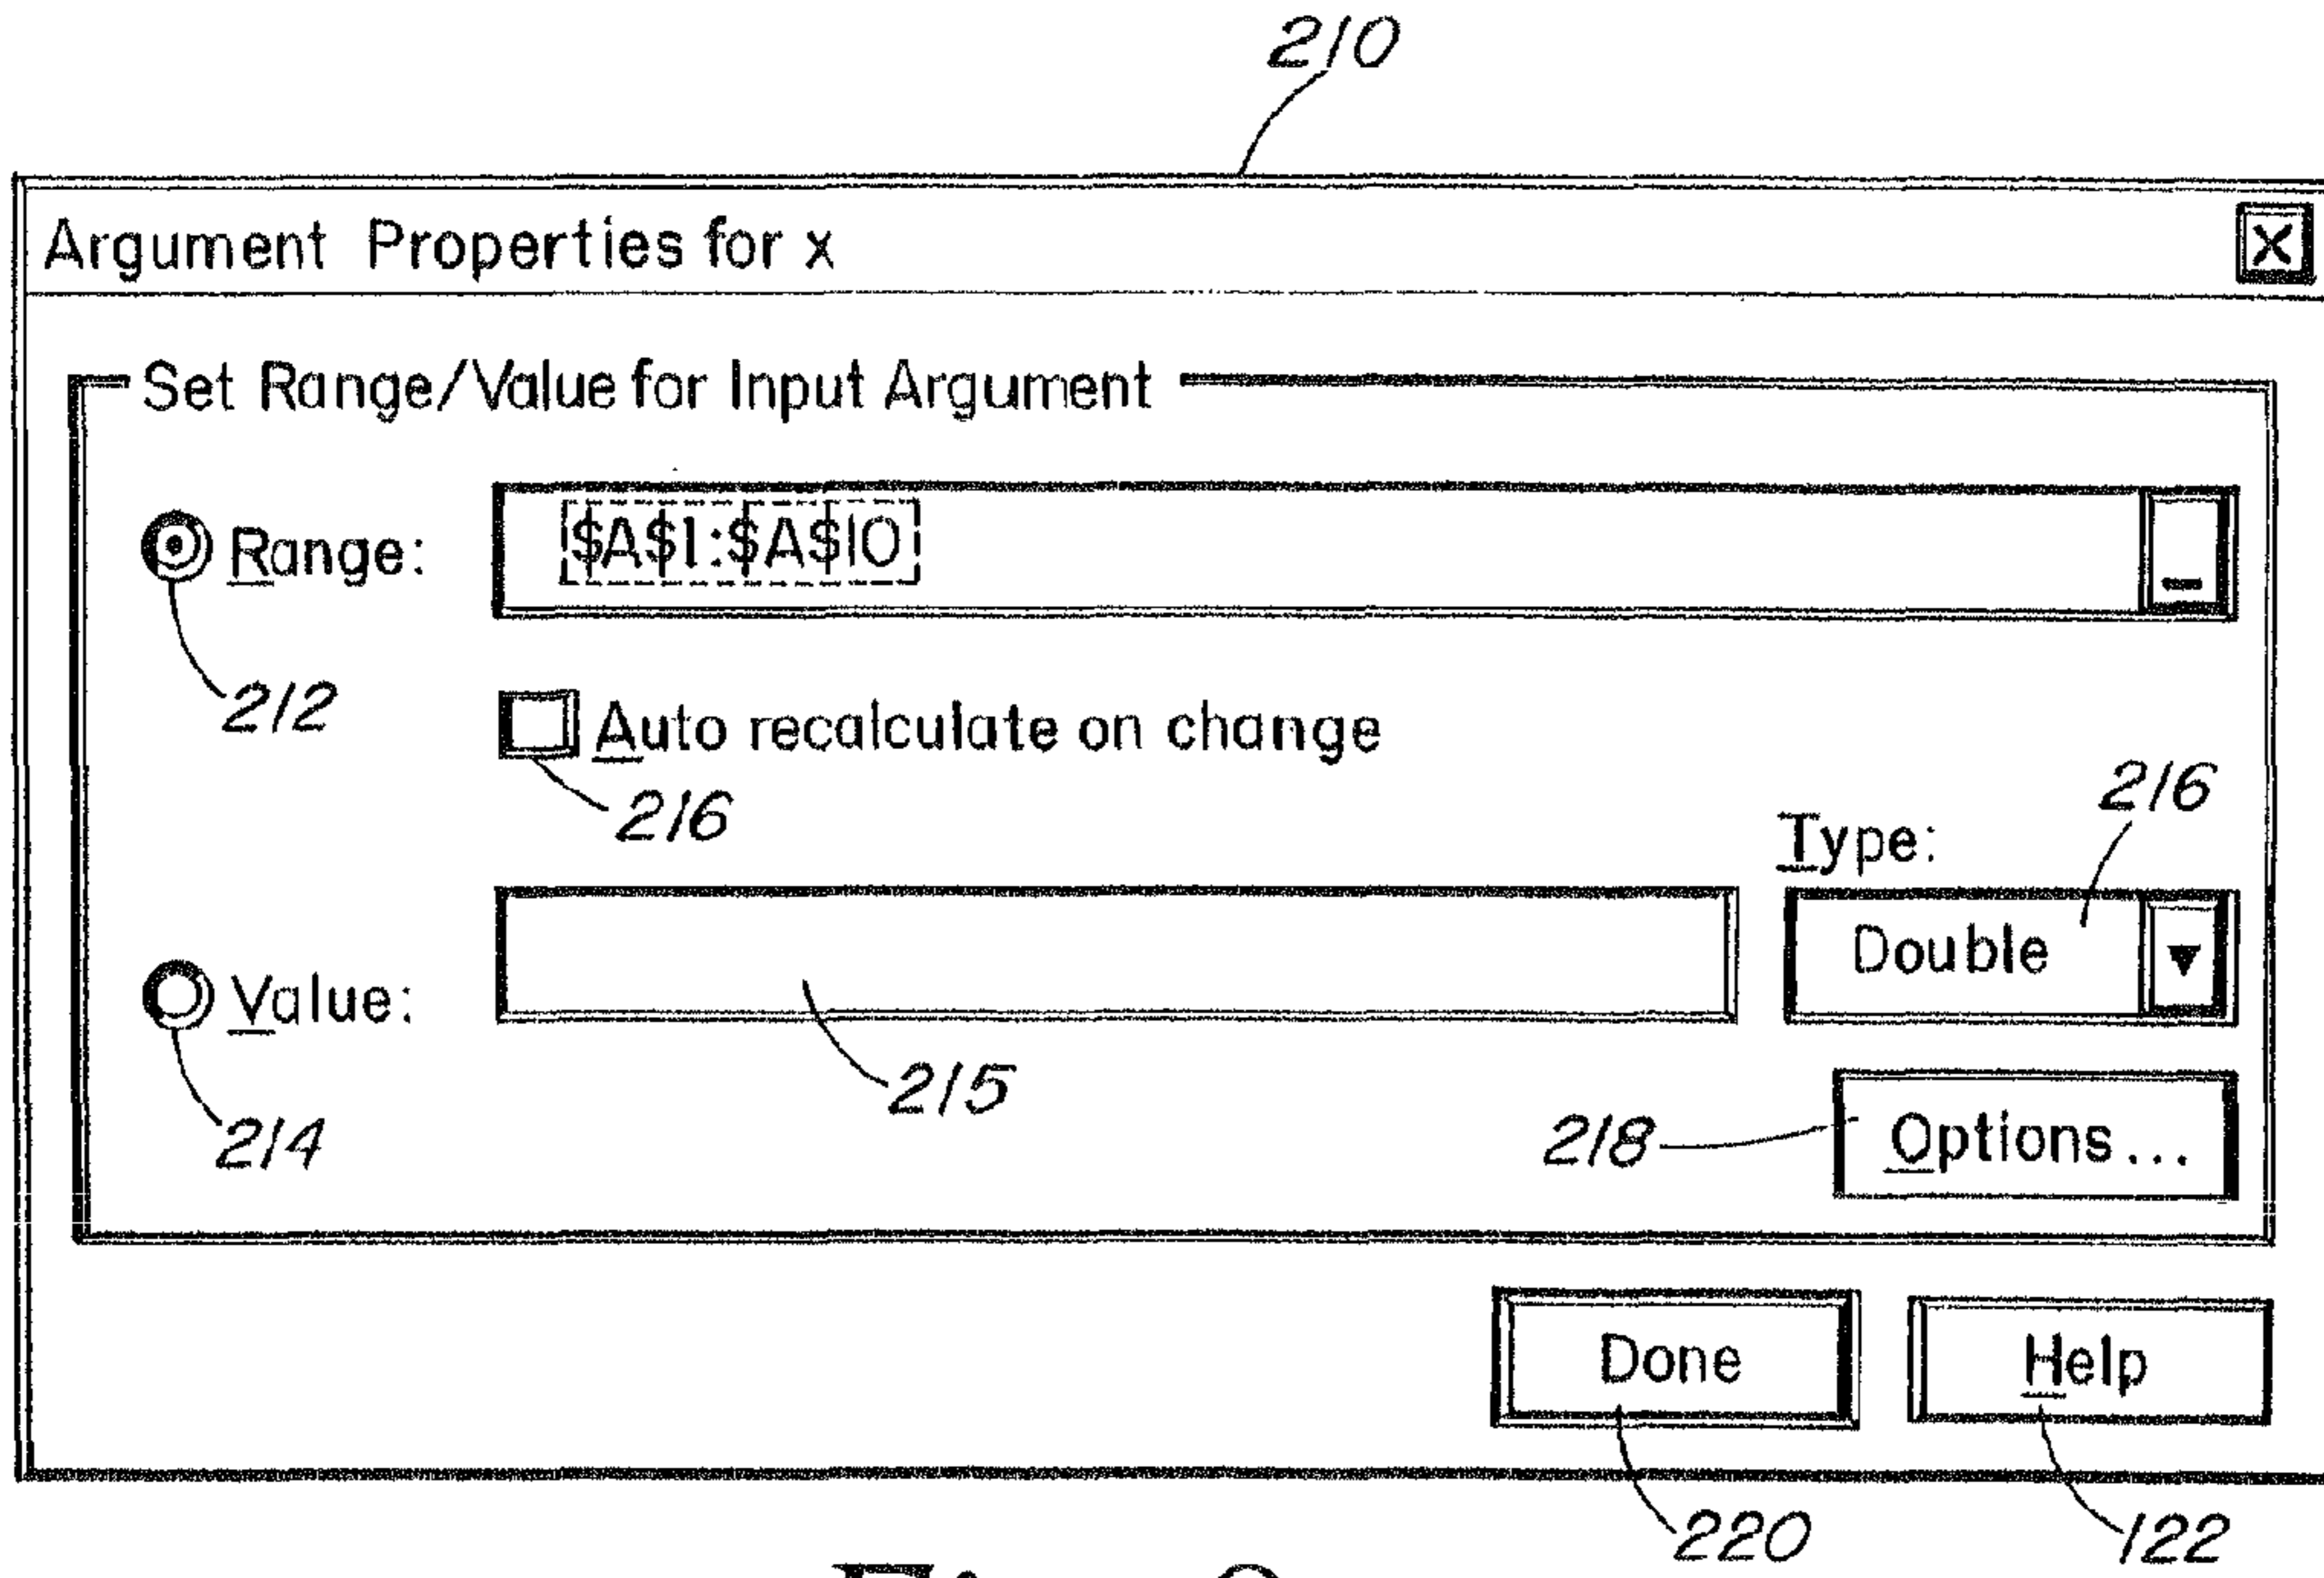 210
Argument Properties for x
X
Set Range/Value for Input Argument
Range:
$A$1:$A$10
212
Auto recalculate on change
216
Type:
216
Double
Value:
215
214
218
Options...
Done
Help
220
122